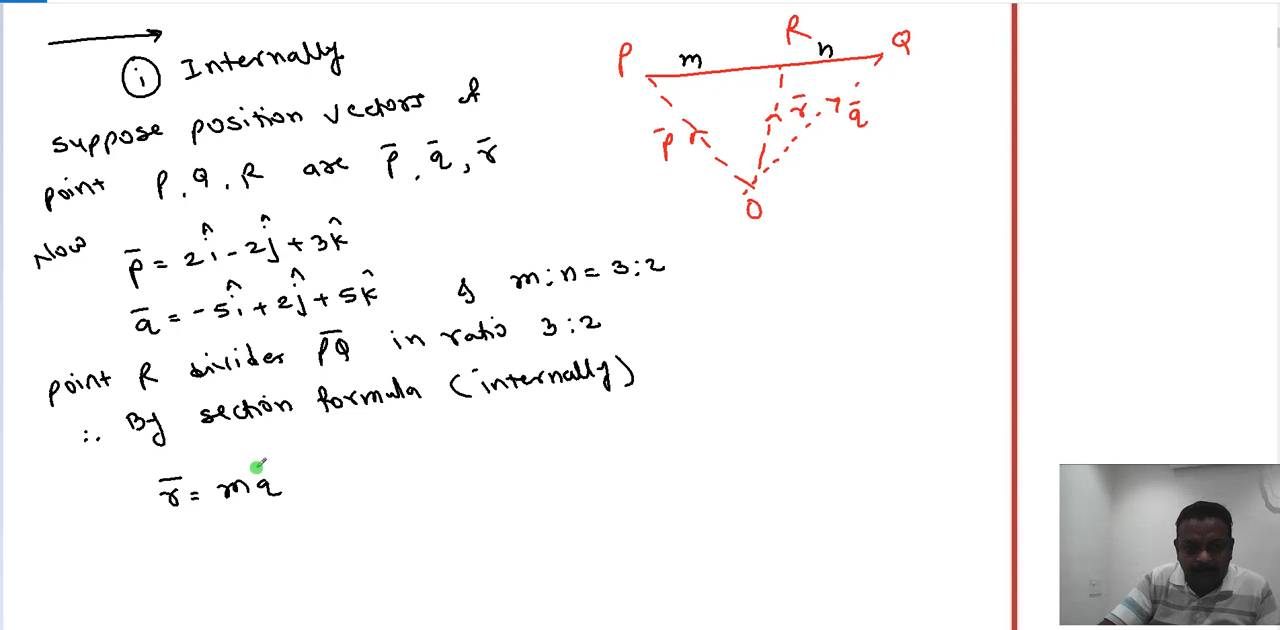 (i) Internally
suppose position vectors of
point P, Q, R are p̄, q̄, r̄
Now p̄ = 2î - 2ĵ + 3k̂
q̄ = -5î + 2ĵ + 5k̂ & m:n = 3:2
point R divides P̄Q̄ in ratio 3:2
∴ By section formula (internally)
r̄ = mq
P m R n Q
p̄ r̄ q̄
O